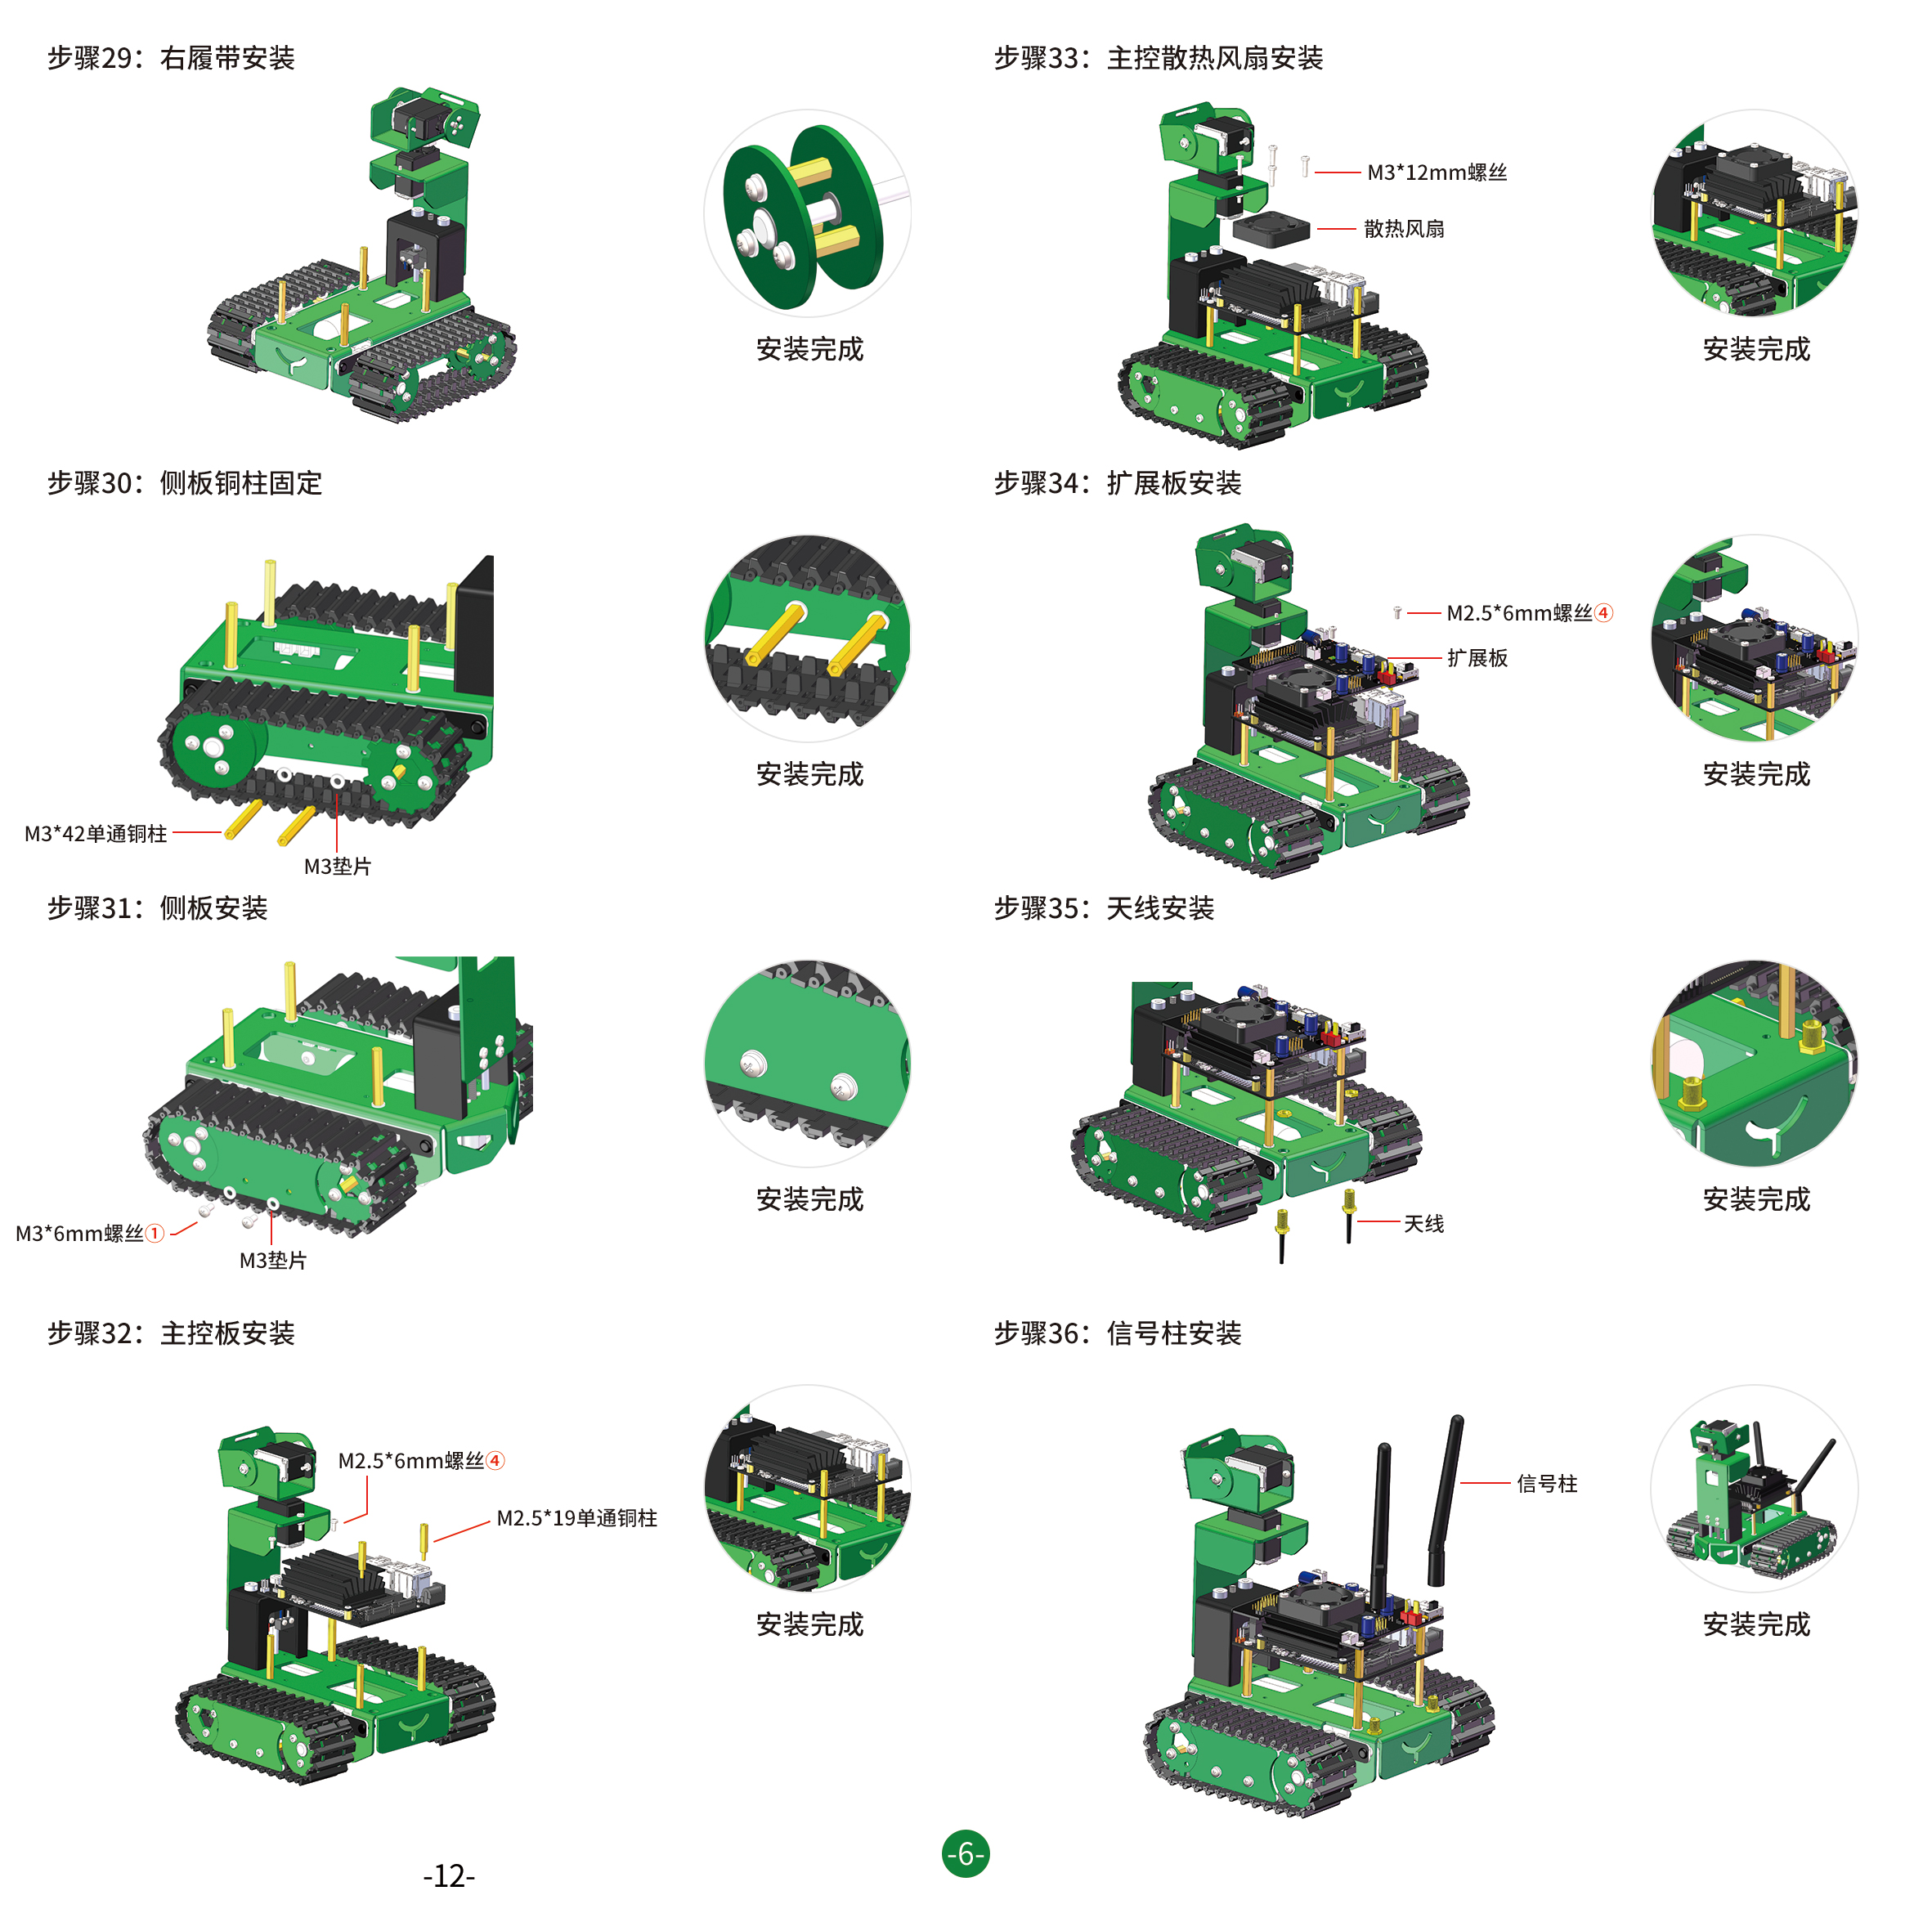 步骤29：右履带安装
安装完成
步骤30：侧板铜柱固定
M3*42单通铜柱
M3垫片
安装完成
步骤31：侧板安装
M3*6mm螺丝①
M3垫片
安装完成
步骤32：主控板安装
M2.5*6mm螺丝④
M2.5*19单通铜柱
安装完成
步骤33：主控散热风扇安装
M3*12mm螺丝
散热风扇
安装完成
步骤34：扩展板安装
M2.5*6mm螺丝④
扩展板
安装完成
步骤35：天线安装
天线
安装完成
步骤36：信号柱安装
信号柱
安装完成
-12-
-6-